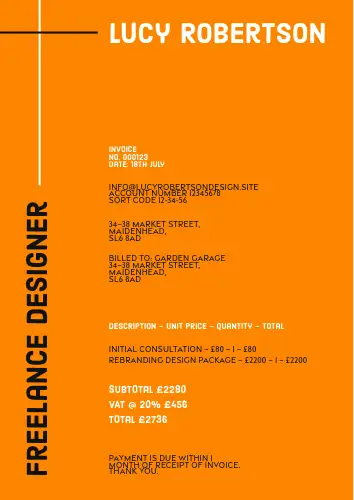 LUCY ROBERTSON
INVOICE
NO. 000123
DATE: 18TH JULY
INFO@LUCYROBERTSONDESIGN.SITE
ACCOUNT NUMBER 12345678
SORT CODE 12-34-56
34-38 MARKET STREET,
MAIDENHEAD,
SL6 8AD
BILLED TO: GARDEN GARAGE
34-38 MARKET STREET,
MAIDENHEAD,
SL6 8AD
DESCRIPTION - UNIT PRICE - QUANTITY - TOTAL
INITIAL CONSULTATION - £80 - 1 - £80
REBRANDING DESIGN PACKAGE - £2200 - 1 - £2200
SUBTOTAL £2280
VAT @ 20% £456
TOTAL £2736
PAYMENT IS DUE WITHIN 1
MONTH OF RECEIPT OF INVOICE.
THANK YOU.
FREELANCE DESIGNER